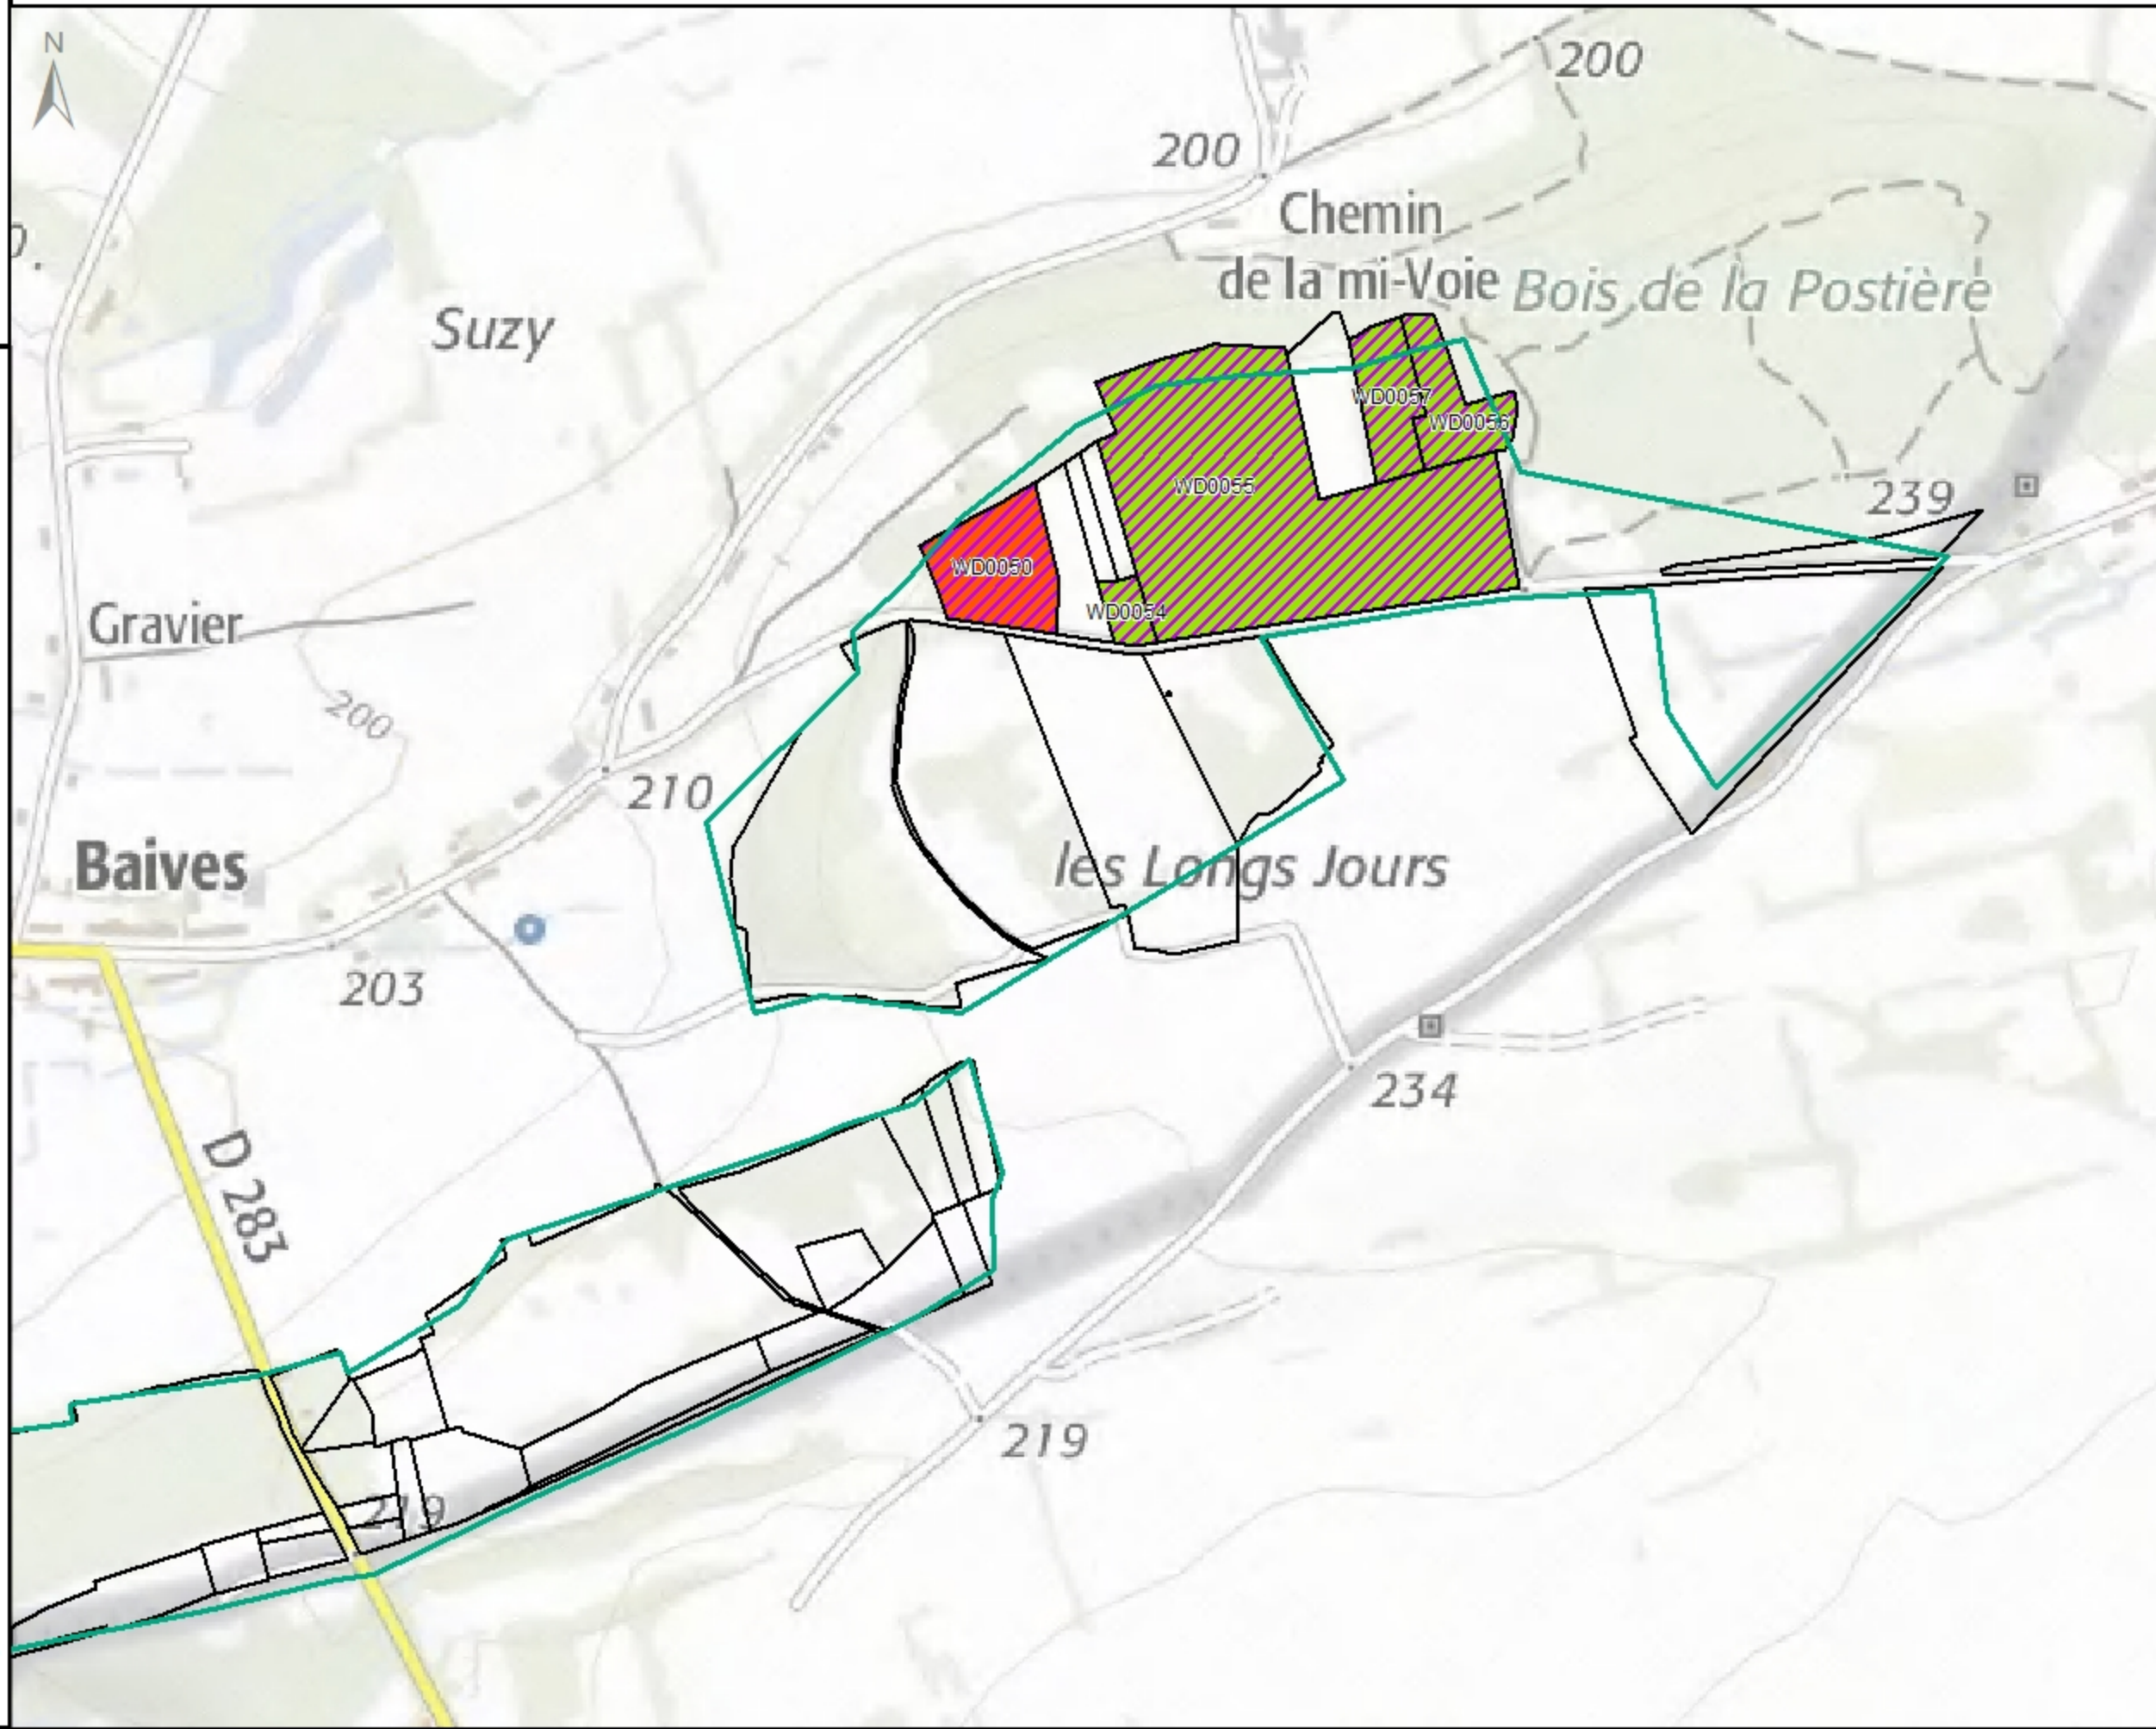 N
200
200
Chemin
de la mi-Voie
Bois de la Postière
Suzy
WD0057
WD0056
WD0055
239
WD0050
WD0054
Gravier
200
210
Baives
les Longs Jours
203
234
D 283
219
219